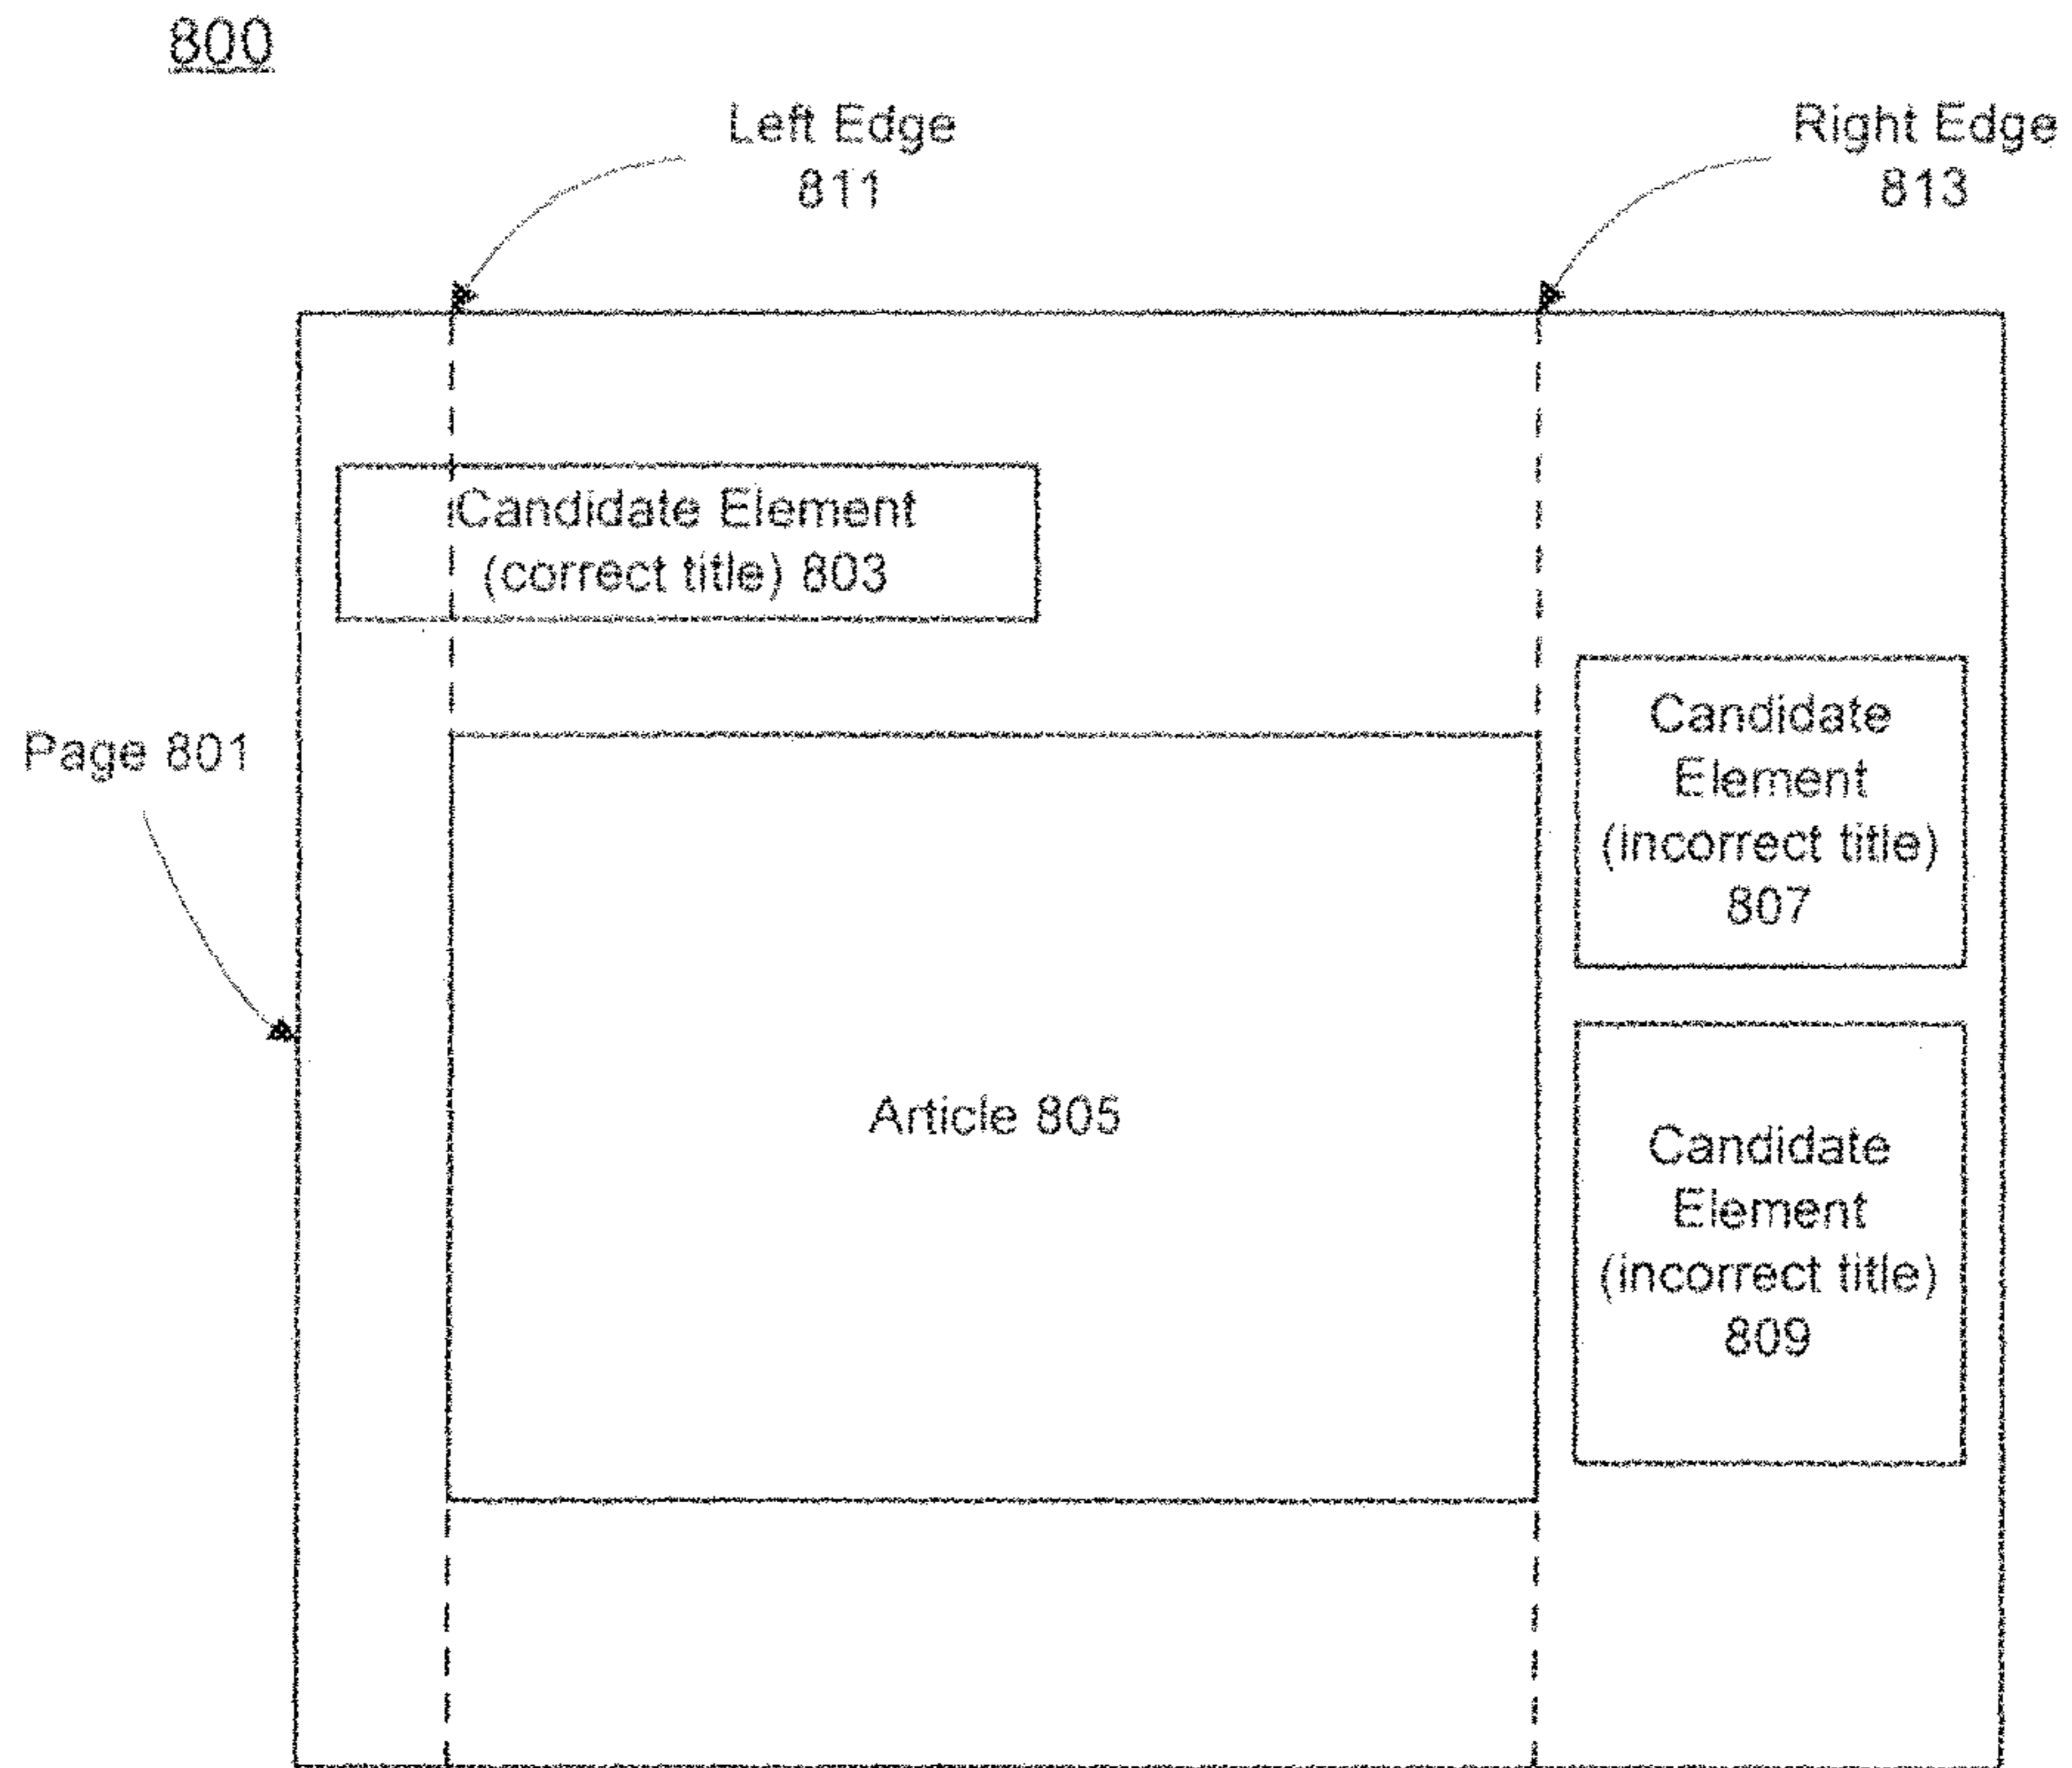 800
Left Edge
811
Right Edge
813
Candidate Element
(correct title) 803
Page 801
Candidate
Element
(incorrect title)
807
Article 805
Candidate
Element
(incorrect title)
809